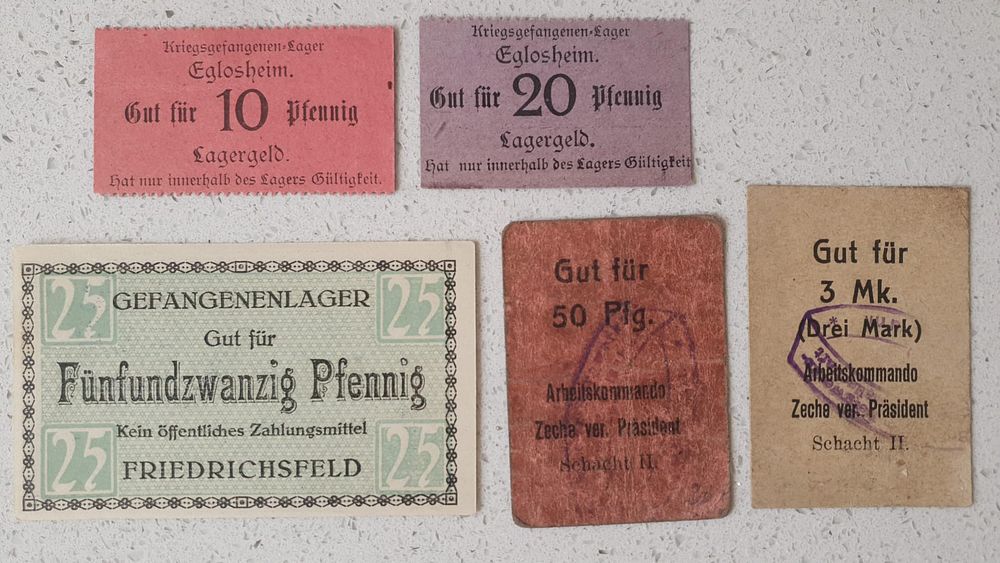 Kriegsgefangenen-Lager
Eglosheim.
Gut für 10 Pfennig
Lagergeld.
Hat nur innerhalb des Lagers Gültigkeit.
Kriegsgefangenen-Lager
Eglosheim.
Gut für 20 Pfennig
Lagergeld.
Hat nur innerhalb des Lagers Gültigkeit
25 25
GEFANGENENLAGER
Gut für
Fünfundzwanzig Pfennig
Kein öffentliches Zahlungsmittel
FRIEDRICHSFELD
25 25
Gut für
50 Pfg.
Arbeitskommando
Zeche ver. Präsident
Schacht II.
Gut für
3 Mk.
(Drei Mark)
Arbeitskommando
Zeche ver. Präsident
Schacht II.